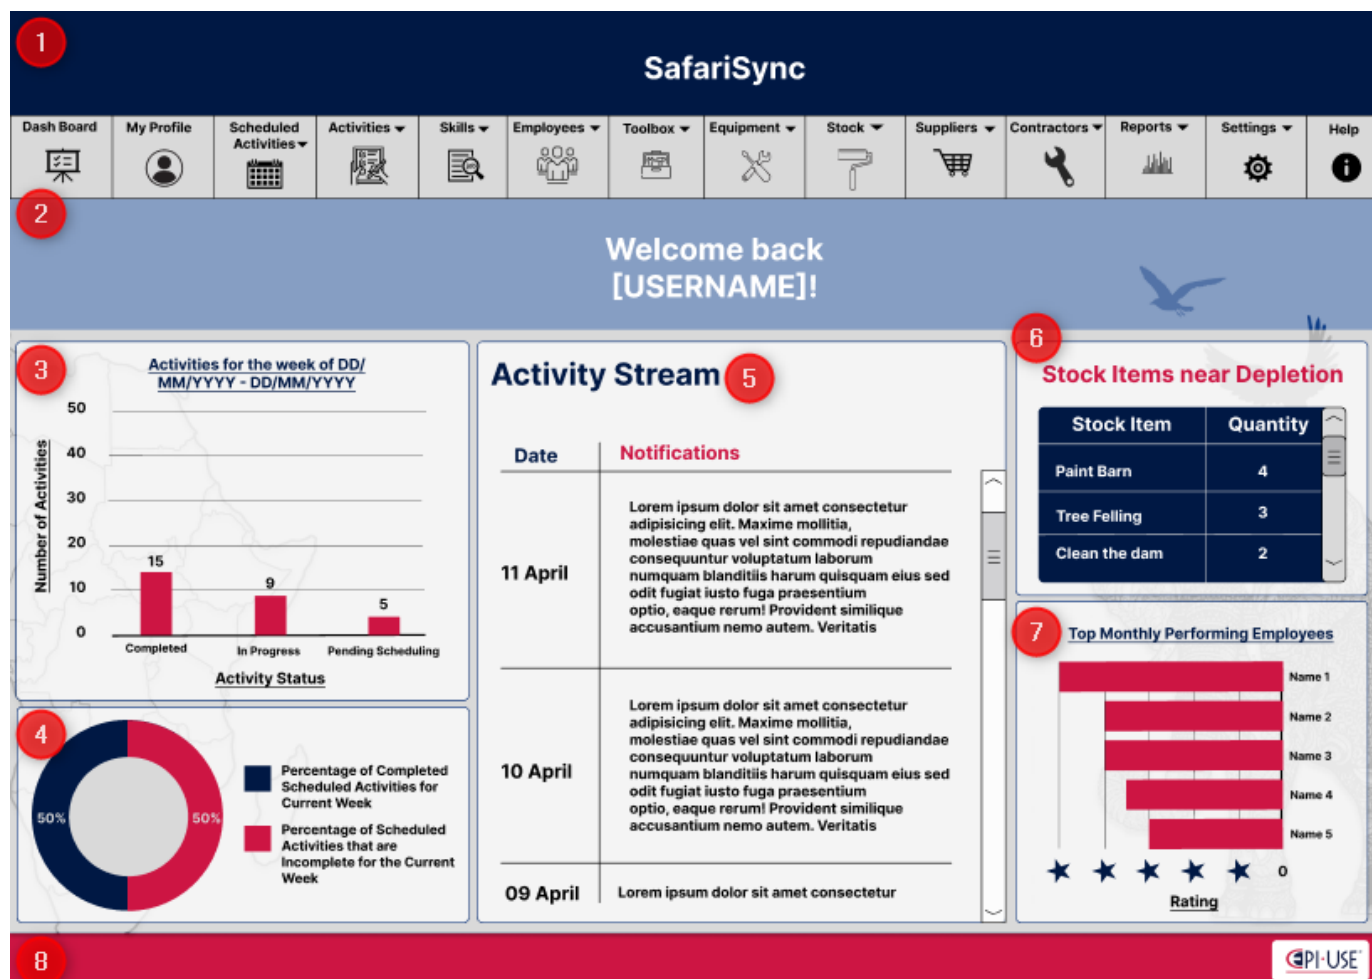 1
SafariSync
Dash Board
My Profile
Scheduled
Activities
Activities
Skills
Employees
Toolbox
Equipment
Stock
Suppliers
Contractors
Reports
Settings
Help
2
Welcome back
[USERNAME]!
3
Activities for the week of DD/
MM/YYYY - DD/MM/YYYY
Number of Activities
50
40
30
20
10
0
15
9
5
Completed
In Progress
Pending Scheduling
Activity Status
4
50%
50%
Percentage of Completed
Scheduled Activities for
Current Week
Percentage of Scheduled
Activities that are
Incomplete for the Current
Week
Activity Stream
5
Date
Notifications
11 April
Lorem ipsum dolor sit amet consectetur
adipisicing elit. Maxime mollitia,
molestiae quas vel sint commodi repudiandae
consequuntur voluptatum laborum
numquam blanditiis harum quisquam eius sed
odit fugiat iusto fuga praesentium
optio, eaque rerum! Provident similique
accusantium nemo autem. Veritatis
10 April
Lorem ipsum dolor sit amet consectetur
adipisicing elit. Maxime mollitia,
molestiae quas vel sint commodi repudiandae
consequuntur voluptatum laborum
numquam blanditiis harum quisquam eius sed
odit fugiat iusto fuga praesentium
optio, eaque rerum! Provident similique
accusantium nemo autem. Veritatis
09 April
Lorem ipsum dolor sit amet consectetur
6
Stock Items near Depletion
Stock Item Quantity
Paint Barn 4
Tree Felling 3
Clean the dam 2
7
Top Monthly Performing Employees
Name 1
Name 2
Name 3
Name 4
Name 5
0
Rating
8
EPI-USE